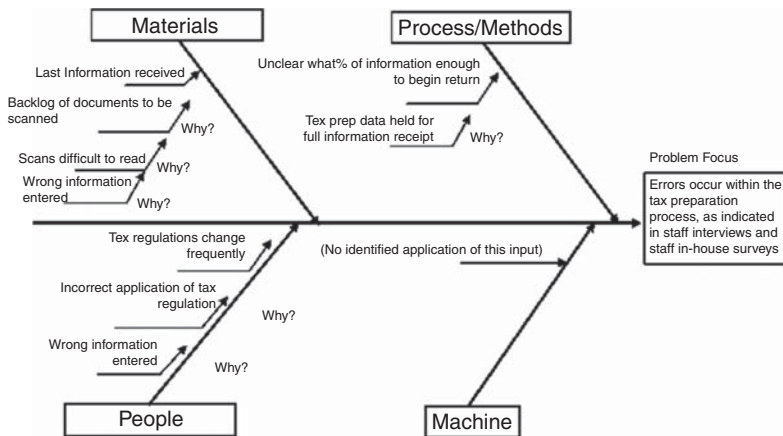 Materials
Process/Methods
Last Information received
Backlog of documents to be
scanned
Why?
Scans difficult to read
Why?
Wrong information
entered
Why?
Unclear what% of information enough
to begin return
Tex prep data held for
full information receipt
Why?
Problem Focus
Errors occur within the
tax preparation
process, as indicated
in staff interviews and
staff in-house surveys
Tex regulations change
frequently
(No identified application of this input)
Incorrect application of tax
regulation
Why?
Wrong information
entered
Why?
People
Machine